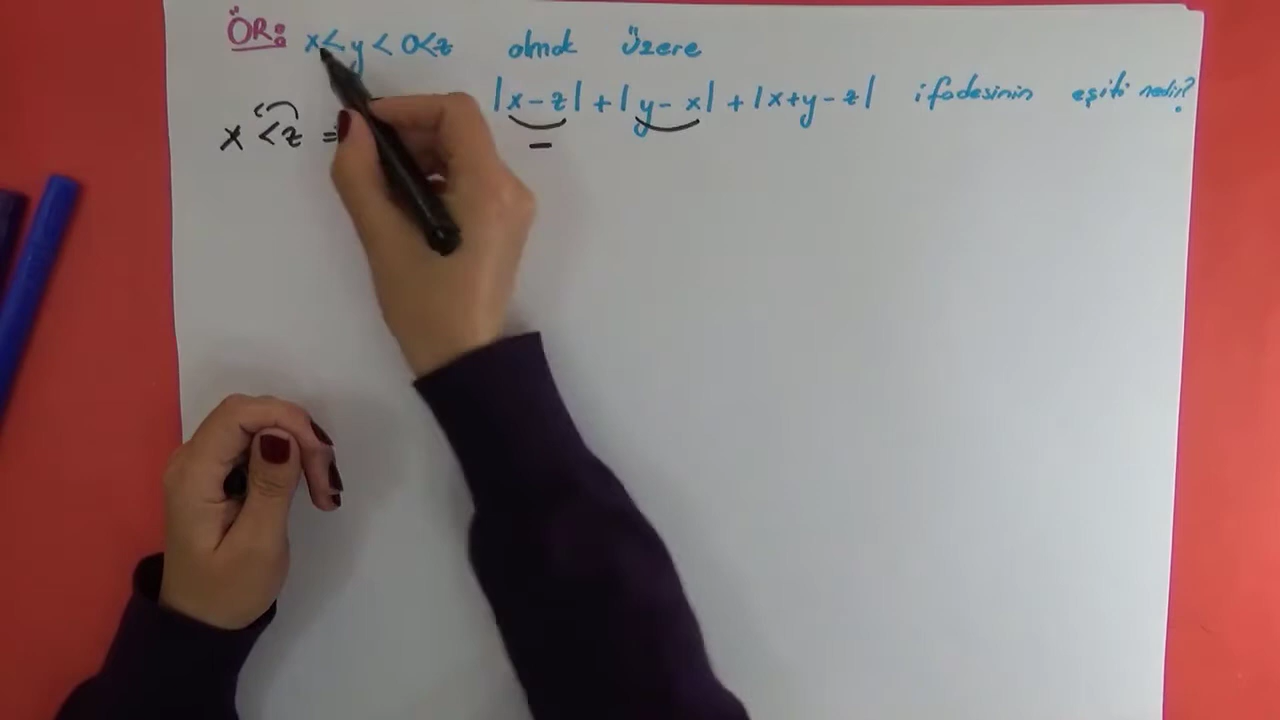 ÖR: x < y < 0 < z olmak üzere
|x - z| + |y - x| + |x + y - z| ifadesinin eşiti nedir?
x < z =
-